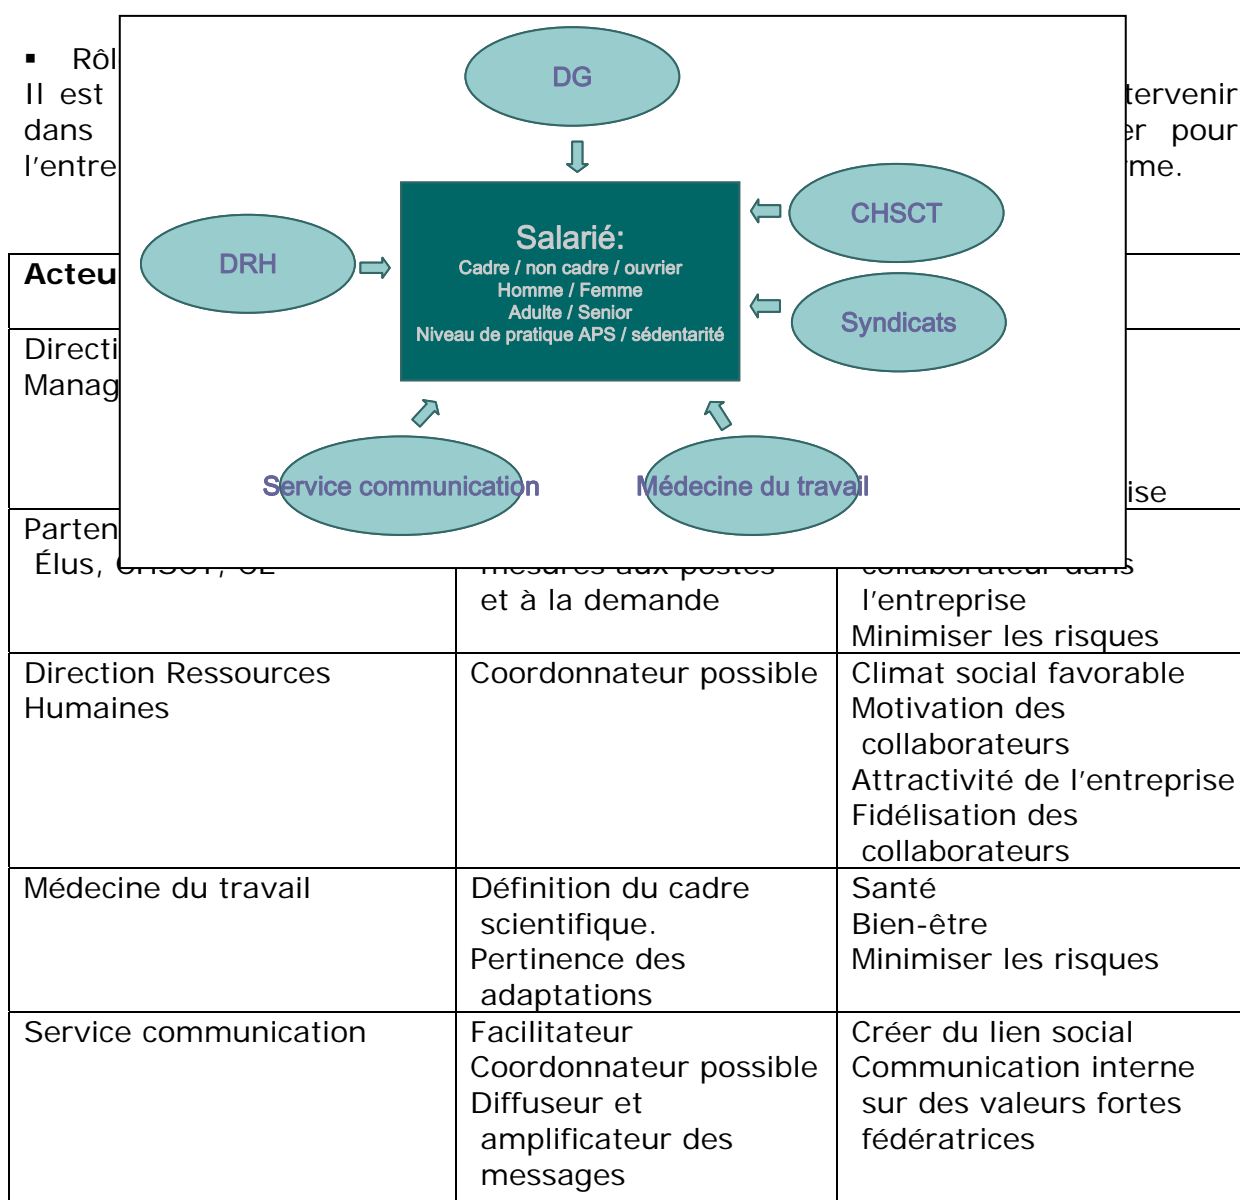 ▪ Rôl
Il est
tervenir
dans
er pour
l'entre
rme.
DG
CHSCT
DRH
Salarié:
Cadre / non cadre / ouvrier
Homme / Femme
Adulte / Senior
Niveau de pratique APS / sédentarité
Syndicats
Service communication
Médecine du travail
Acteu
Directi
Manag
ise
Parten
Élus,
et à la demande
l'entreprise
Minimiser les risques
Direction Ressources
Humaines
Coordonnateur possible
Climat social favorable
Motivation des
collaborateurs
Attractivité de l'entreprise
Fidélisation des
collaborateurs
Médecine du travail
Définition du cadre
scientifique.
Pertinence des
adaptations
Santé
Bien-être
Minimiser les risques
Service communication
Facilitateur
Coordonnateur possible
Diffuseur et
amplificateur des
messages
Créer du lien social
Communication interne
sur des valeurs fortes
fédératrices